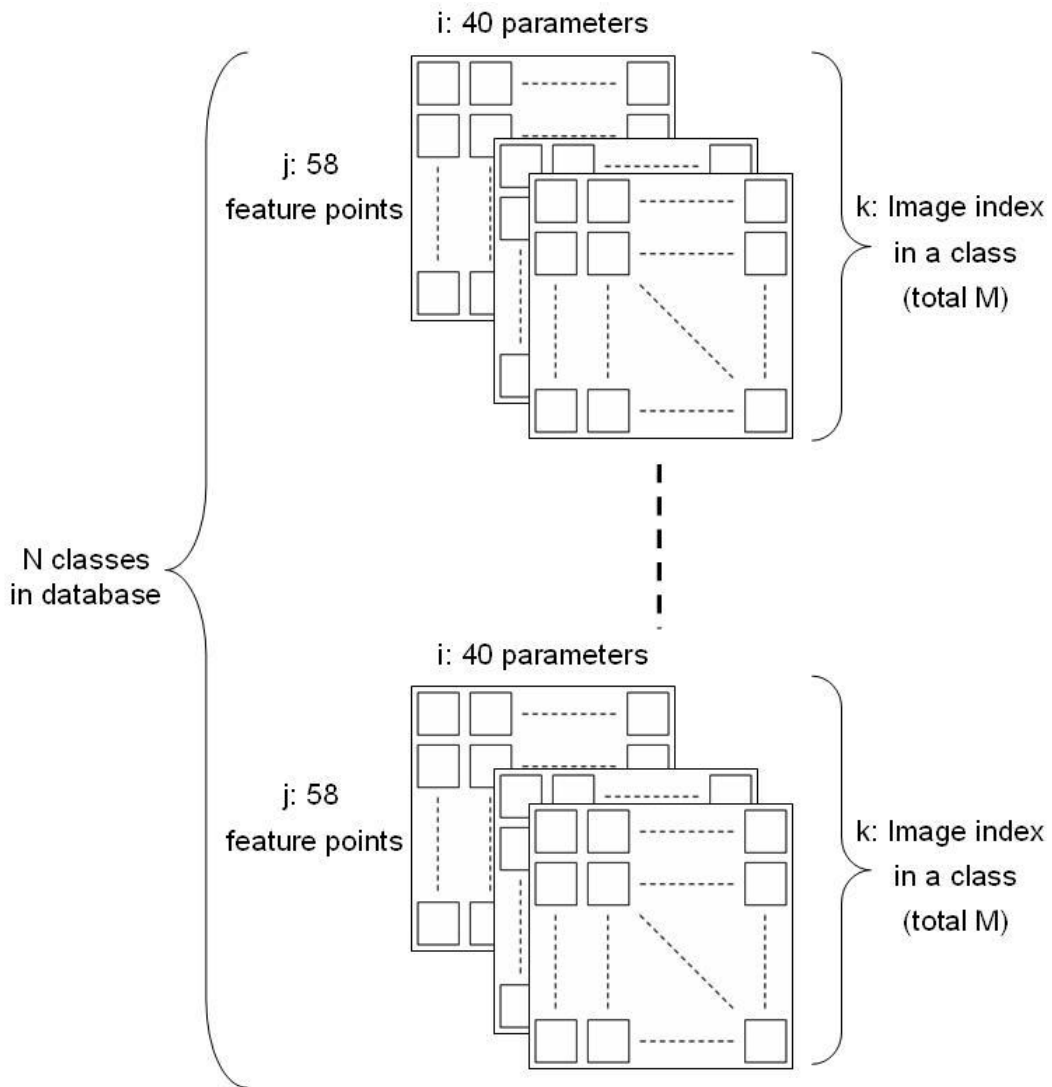 i: 40 parameters
j: 58
feature points
k: Image index
in a class
(total M)
N classes
in database
i: 40 parameters
j: 58
feature points
k: Image index
in a class
(total M)